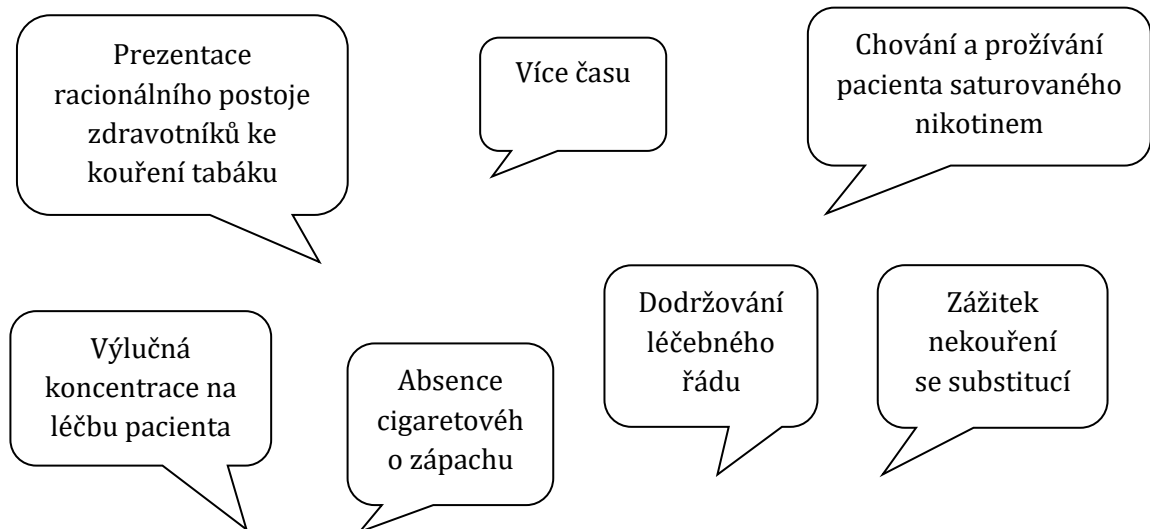 Prezentace
racionálního postoje
zdravotníků ke
kouření tabáku
Více času
Chování a prožívání
pacienta saturovaného
nikotinem
Výlučná
koncentrace na
léčbu pacienta
Absence
cigaretovéh
o zápachu
Dodržování
léčebného
řádu
Zážitek
nekouření
se substitucí